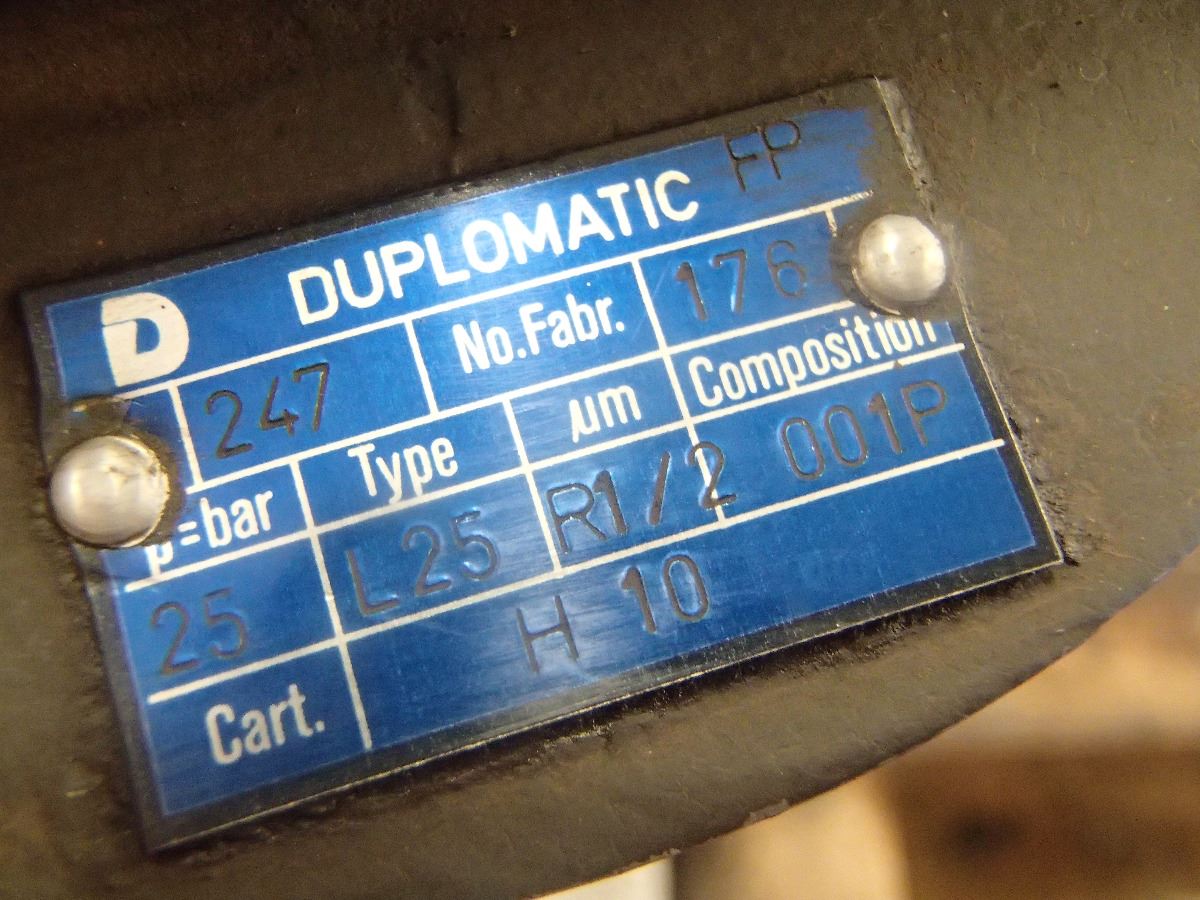 D DUPLOMATIC FP
247 No.Fabr. 176
p=bar Type µm Composition
25 L25 R1/2 001P
Cart. H 10